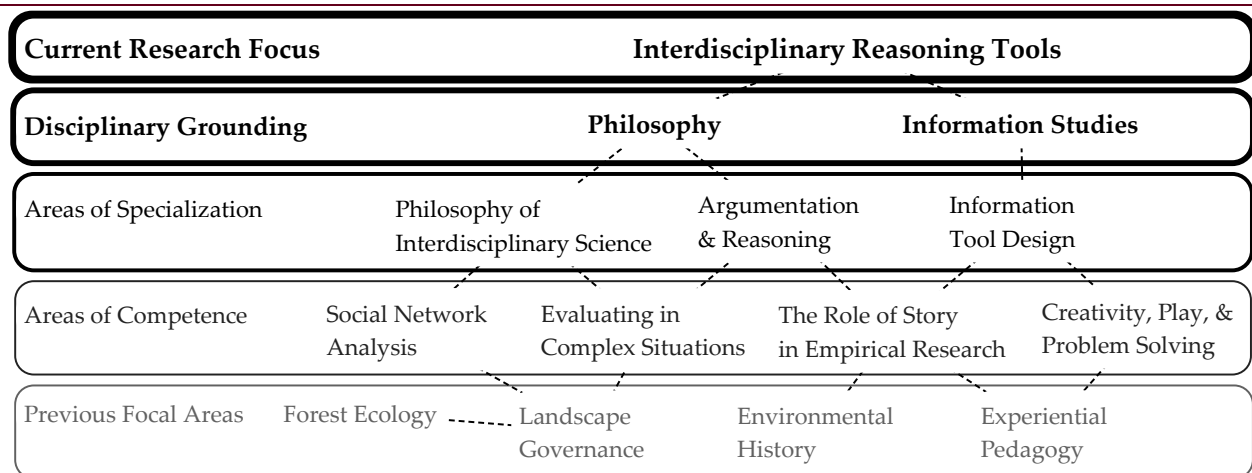 Current Research Focus Interdisciplinary Reasoning Tools
Disciplinary Grounding Philosophy Information Studies
Areas of Specialization
Philosophy of
Interdisciplinary Science
Argumentation
& Reasoning
Information
Tool Design
Areas of Competence
Social Network
Analysis
Evaluating in
Complex Situations
The Role of Story
in Empirical Research
Creativity, Play, &
Problem Solving
Previous Focal Areas
Forest Ecology
Landscape
Governance
Environmental
History
Experiential
Pedagogy